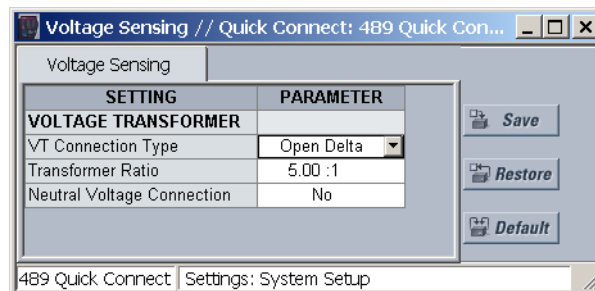 Voltage Sensing // Quick Connect: 489 Quick Con...
Voltage Sensing
SETTING PARAMETER
VOLTAGE TRANSFORMER
VT Connection Type Open Delta
Transformer Ratio 5.00 :1
Neutral Voltage Connection No
Save
Restore
Default
489 Quick Connect Settings: System Setup